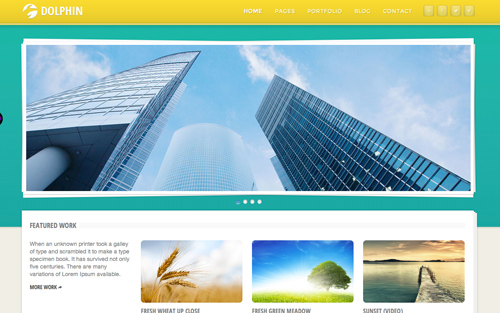 DOLPHIN
HOME PAGES PORTFOLIO BLOG CONTACT
FEATURED WORK
When an unknown printer took a galley
of type and scrambled it to make a type
specimen book. It has survived not only
five centuries. There are many
variations of Lorem Ipsum available.
MORE WORK
FRESH WHEAT UP CLOSE
FRESH GREEN MEADOW
SUNSET (VIDEO)